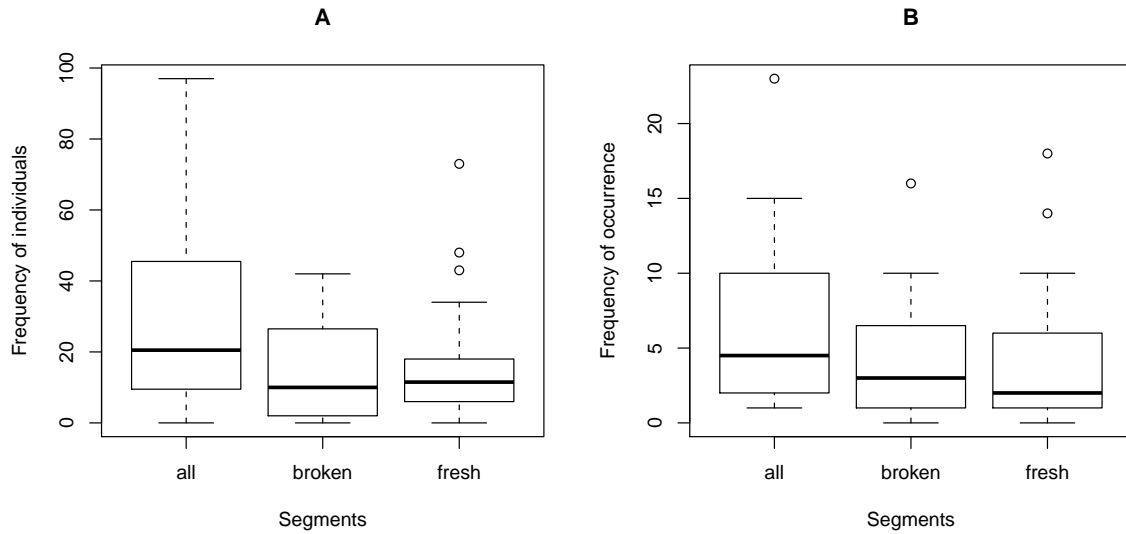 A
Frequency of individuals
0 20 40 60 80 100
all broken fresh
Segments
B
Frequency of occurrence
0 5 10 15 20
all broken fresh
Segments